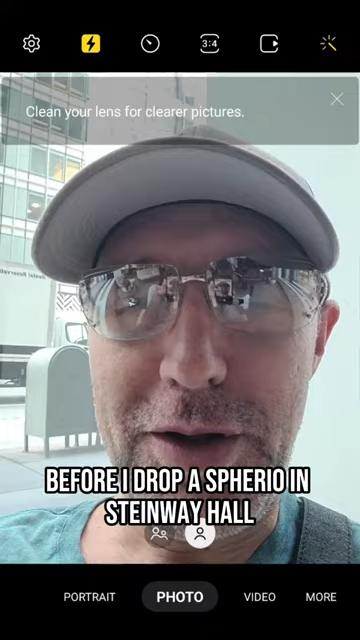 3:4
Clean your lens for clearer pictures.
BEFORE I DROP A SPHERIO IN
STEINWAY HALL
PORTRAIT
PHOTO
VIDEO
MORE